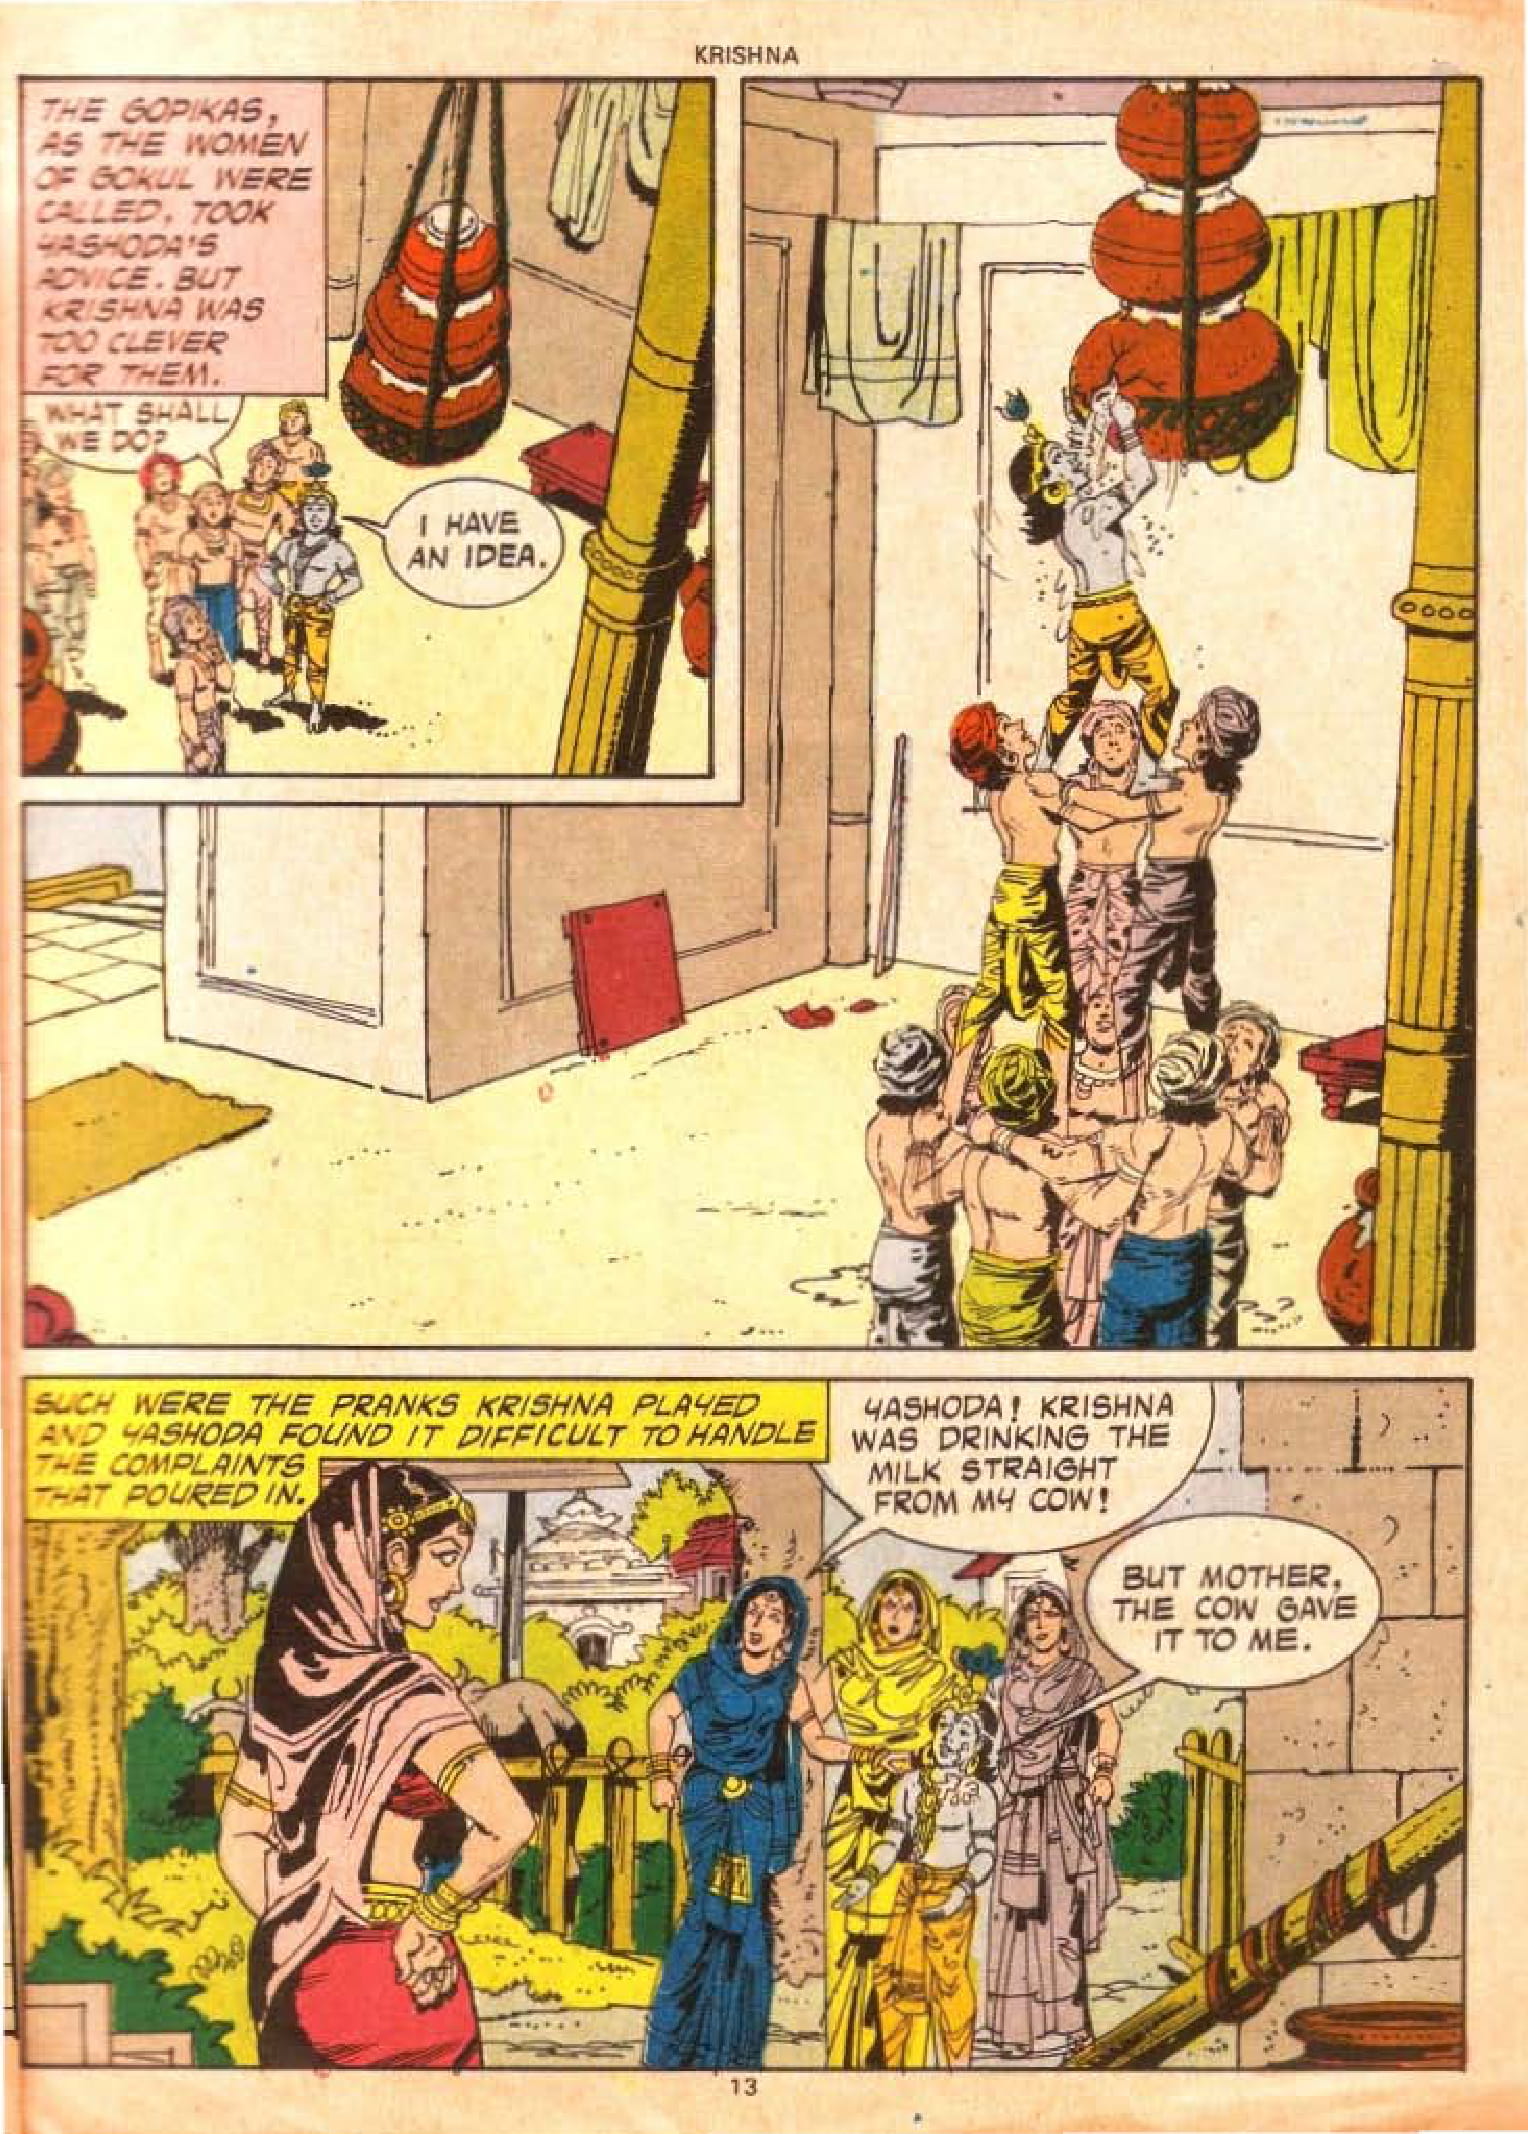 KRISHNA
THE GOPIKAS,
AS THE WOMEN
OF GOKUL WERE
CALLED, TOOK
YASHODA'S
ADVICE. BUT
KRISHNA WAS
TOO CLEVER
FOR THEM.
WHAT SHALL
WE DO?
I HAVE
AN IDEA.
SUCH WERE THE PRANKS KRISHNA PLAYED
AND YASHODA FOUND IT DIFFICULT TO HANDLE
THE COMPLAINTS
THAT POURED IN.
YASHODA! KRISHNA
WAS DRINKING THE
MILK STRAIGHT
FROM MY COW!
BUT MOTHER,
THE COW GAVE
IT TO ME.
13